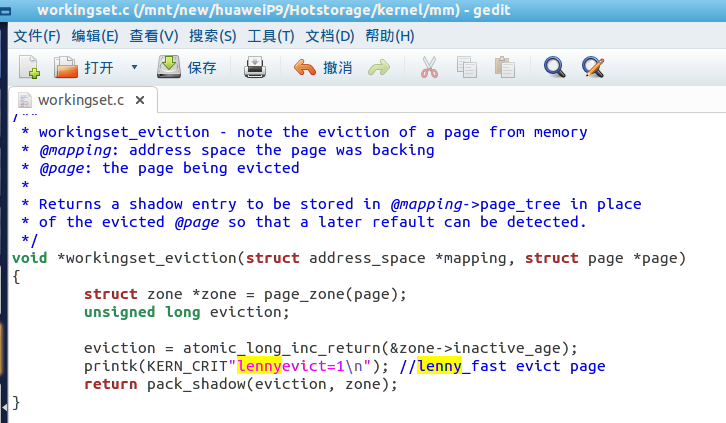 workingset.c (/mnt/new/huaweiP9/Hotstorage/kernel/mm) - gedit
文件(F) 编辑(E) 查看(V) 搜索(S) 工具(T) 文档(D) 帮助(H)
打开 保存 撤消
workingset.c ×
/**
 * workingset_eviction - note the eviction of a page from memory
 * @mapping: address space the page was backing
 * @page: the page being evicted
 *
 * Returns a shadow entry to be stored in @mapping->page_tree in place
 * of the evicted @page so that a later refault can be detected.
 */
void *workingset_eviction(struct address_space *mapping, struct page *page)
{
        struct zone *zone = page_zone(page);
        unsigned long eviction;

        eviction = atomic_long_inc_return(&zone->inactive_age);
        printk(KERN_CRIT"lennyevict=1\n"); //lenny_fast evict page
        return pack_shadow(eviction, zone);
}